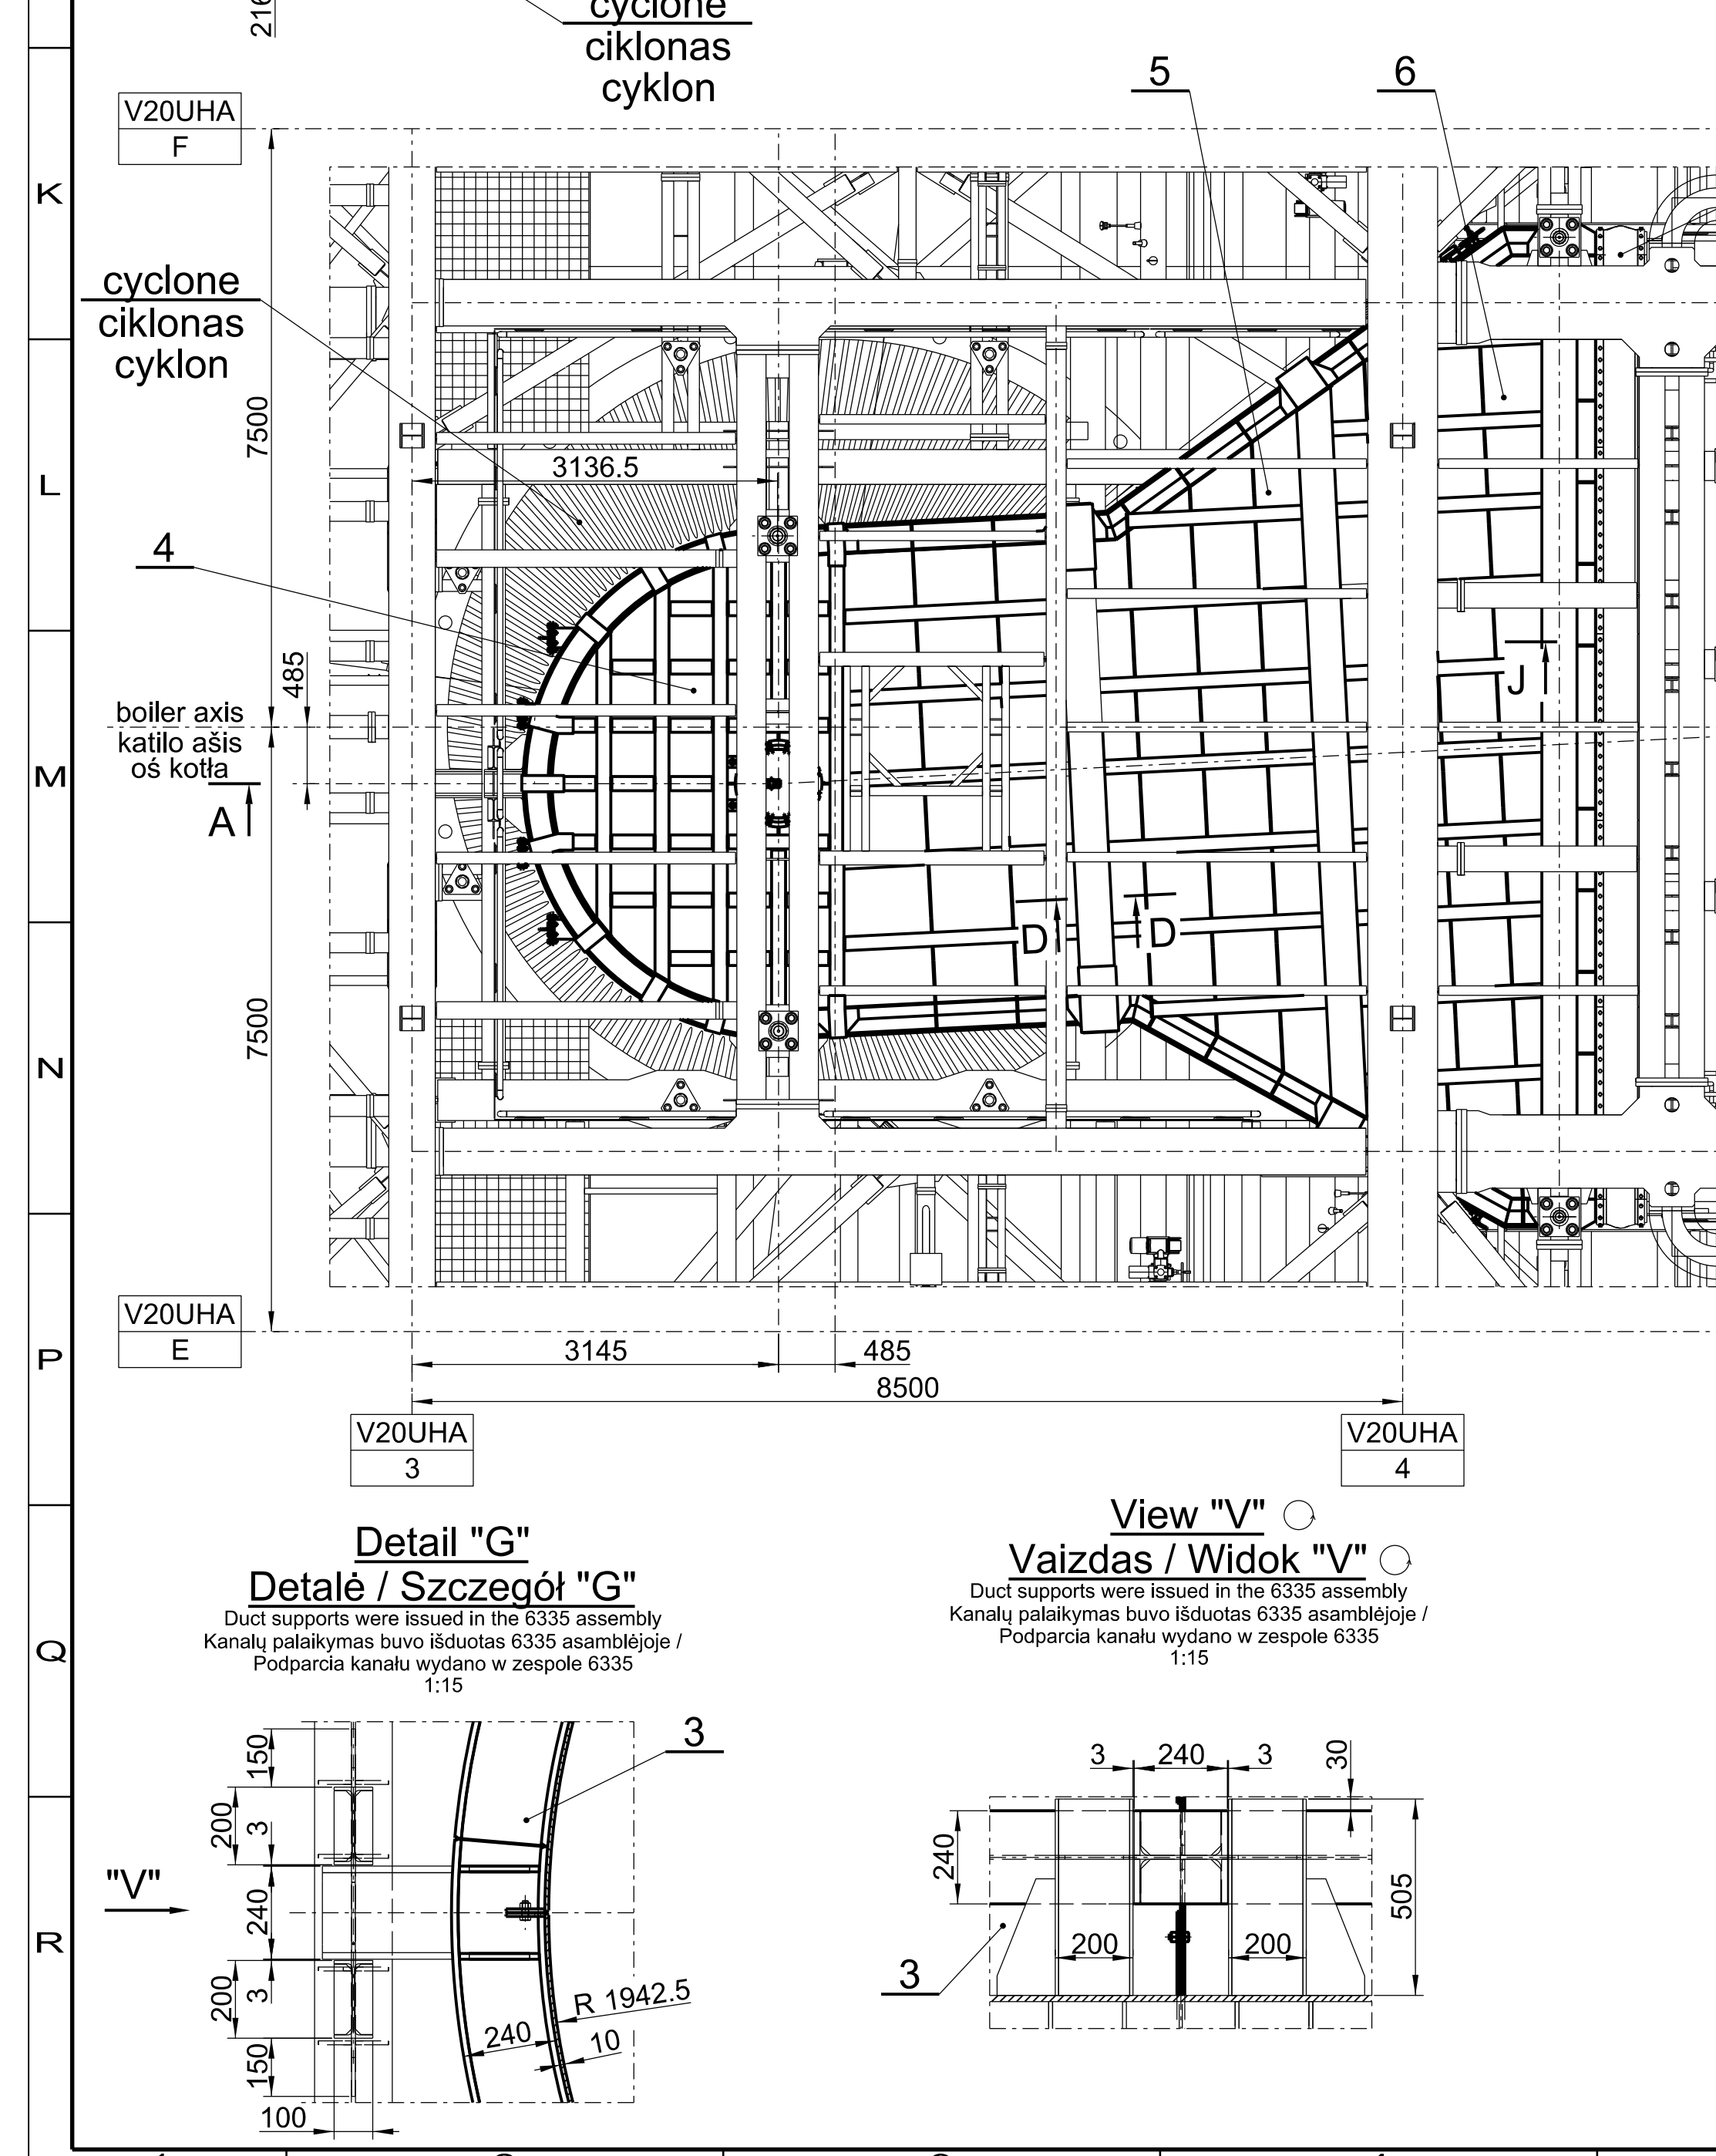 216
cyclone
ciklonas
cyklon
5
6
V20UHA
F
K
cyclone
ciklonas
cyklon
7500
3136.5
L
4
485
boiler axis
katilo ašis
oś kotła
J
M
A
D
D
7500
N
V20UHA
E
P
3145
485
8500
V20UHA
3
V20UHA
4
Detail "G"
Detalė / Szczegół "G"
Duct supports were issued in the 6335 assembly
Kanalų palaikymas buvo išduotas 6335 asamblėjoje /
Podparcia kanału wydano w zespole 6335
1:15
View "V"
Vaizdas / Widok "V"
Duct supports were issued in the 6335 assembly
Kanalų palaikymas buvo išduotas 6335 asamblėjoje /
Podparcia kanału wydano w zespole 6335
1:15
Q
3
150
200
3
"V"
240
200
3
150
100
R 1942.5
240
10
3
240
3
30
240
505
200
200
3
R